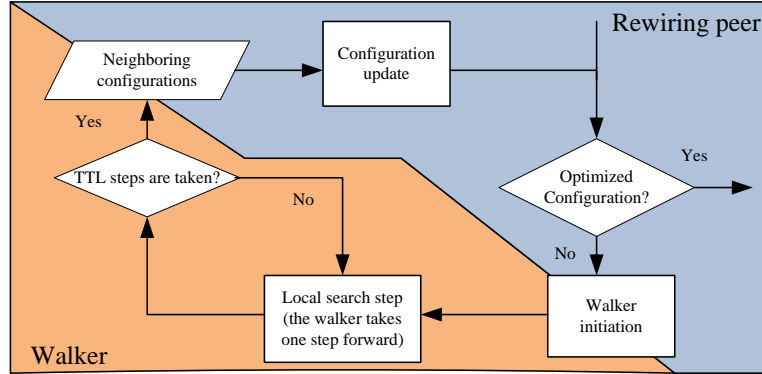 Rewiring peer
Neighboring
configurations
Configuration
update
Yes
TTL steps are taken?
No
Optimized
Configuration?
Yes
No
Local search step
(the walker takes
one step forward)
Walker
initiation
Walker